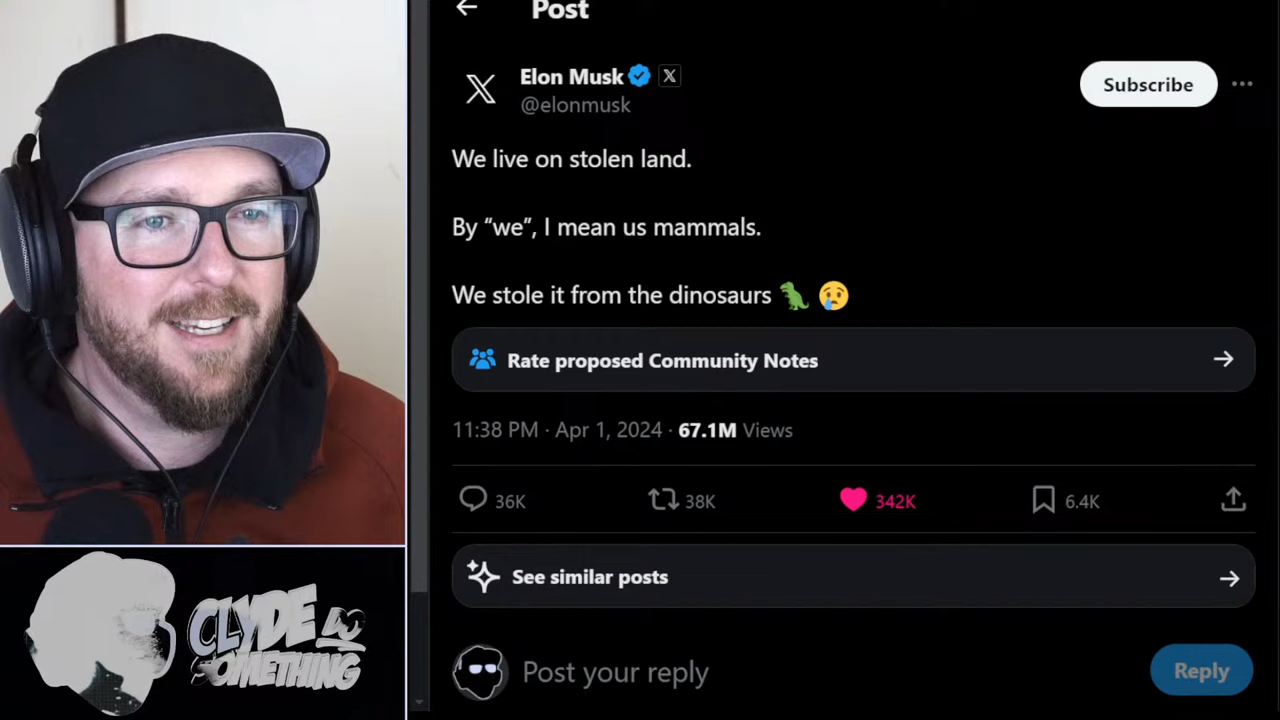 Post
Elon Musk
@elonmusk
Subscribe
We live on stolen land.
By “we”, I mean us mammals.
We stole it from the dinosaurs 🦖 😢
Rate proposed Community Notes
11:38 PM · Apr 1, 2024 · 67.1M Views
36K 38K 342K 6.4K
See similar posts
Post your reply
Reply
CLYDE DO
SOMETHING